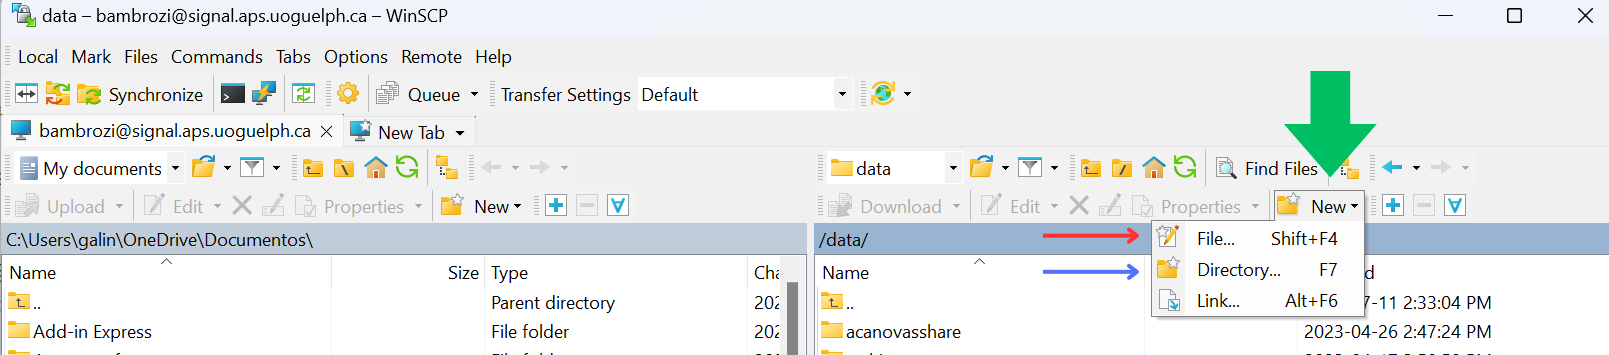 data – bambrozi@signal.aps.uoguelph.ca – WinSCP
Local Mark Files Commands Tabs Options Remote Help
Synchronize Queue Transfer Settings Default
bambrozi@signal.aps.uoguelph.ca New Tab
My documents data Find Files
Upload Edit Properties New Download Edit Properties New
C:\Users\galin\OneDrive\Documentos\ /data/ File... Shift+F4
Name Size Type Name Directory... F7
.. Parent directory 202 .. Link... Alt+F6 7-11 2:33:04 PM
Add-in Express File folder 202 acanovasshare 2023-04-26 2:47:24 PM